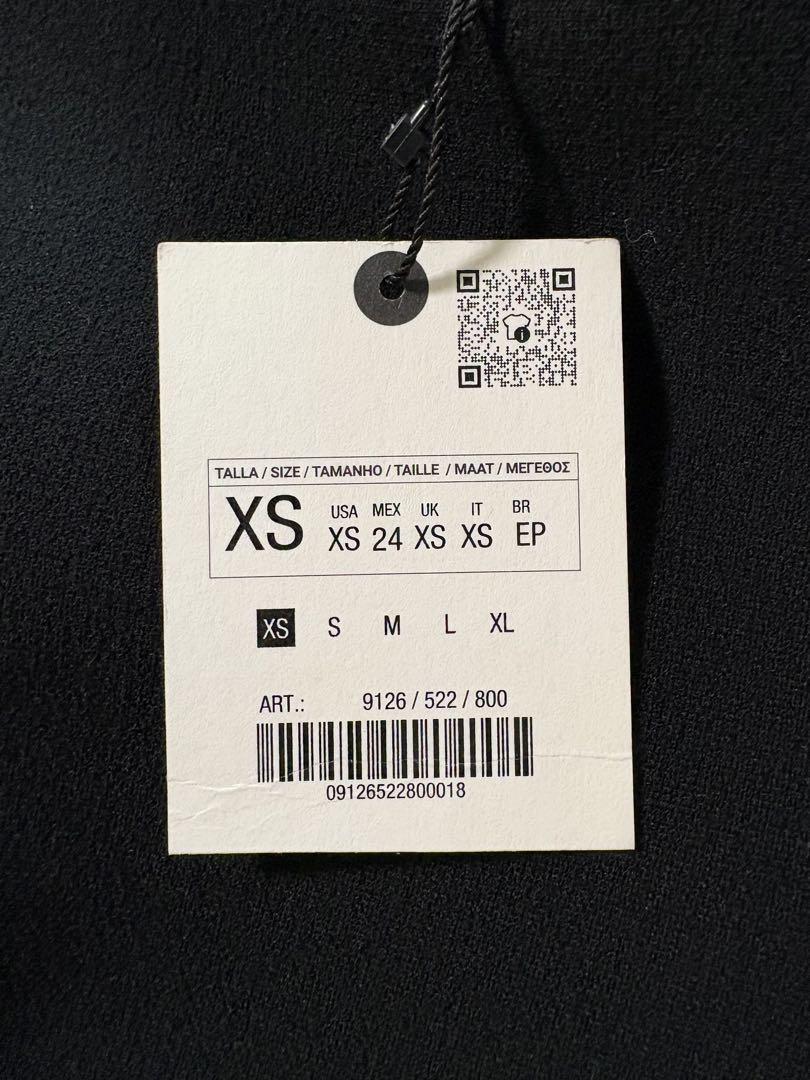 TALLA / SIZE / TAMANHO / TAILLE / MAAT / ΜΕΓΕΘΟΣ
XS
USA MEX UK IT BR
XS 24 XS XS EP
XS S M L XL
ART.: 9126 / 522 / 800
09126522800018